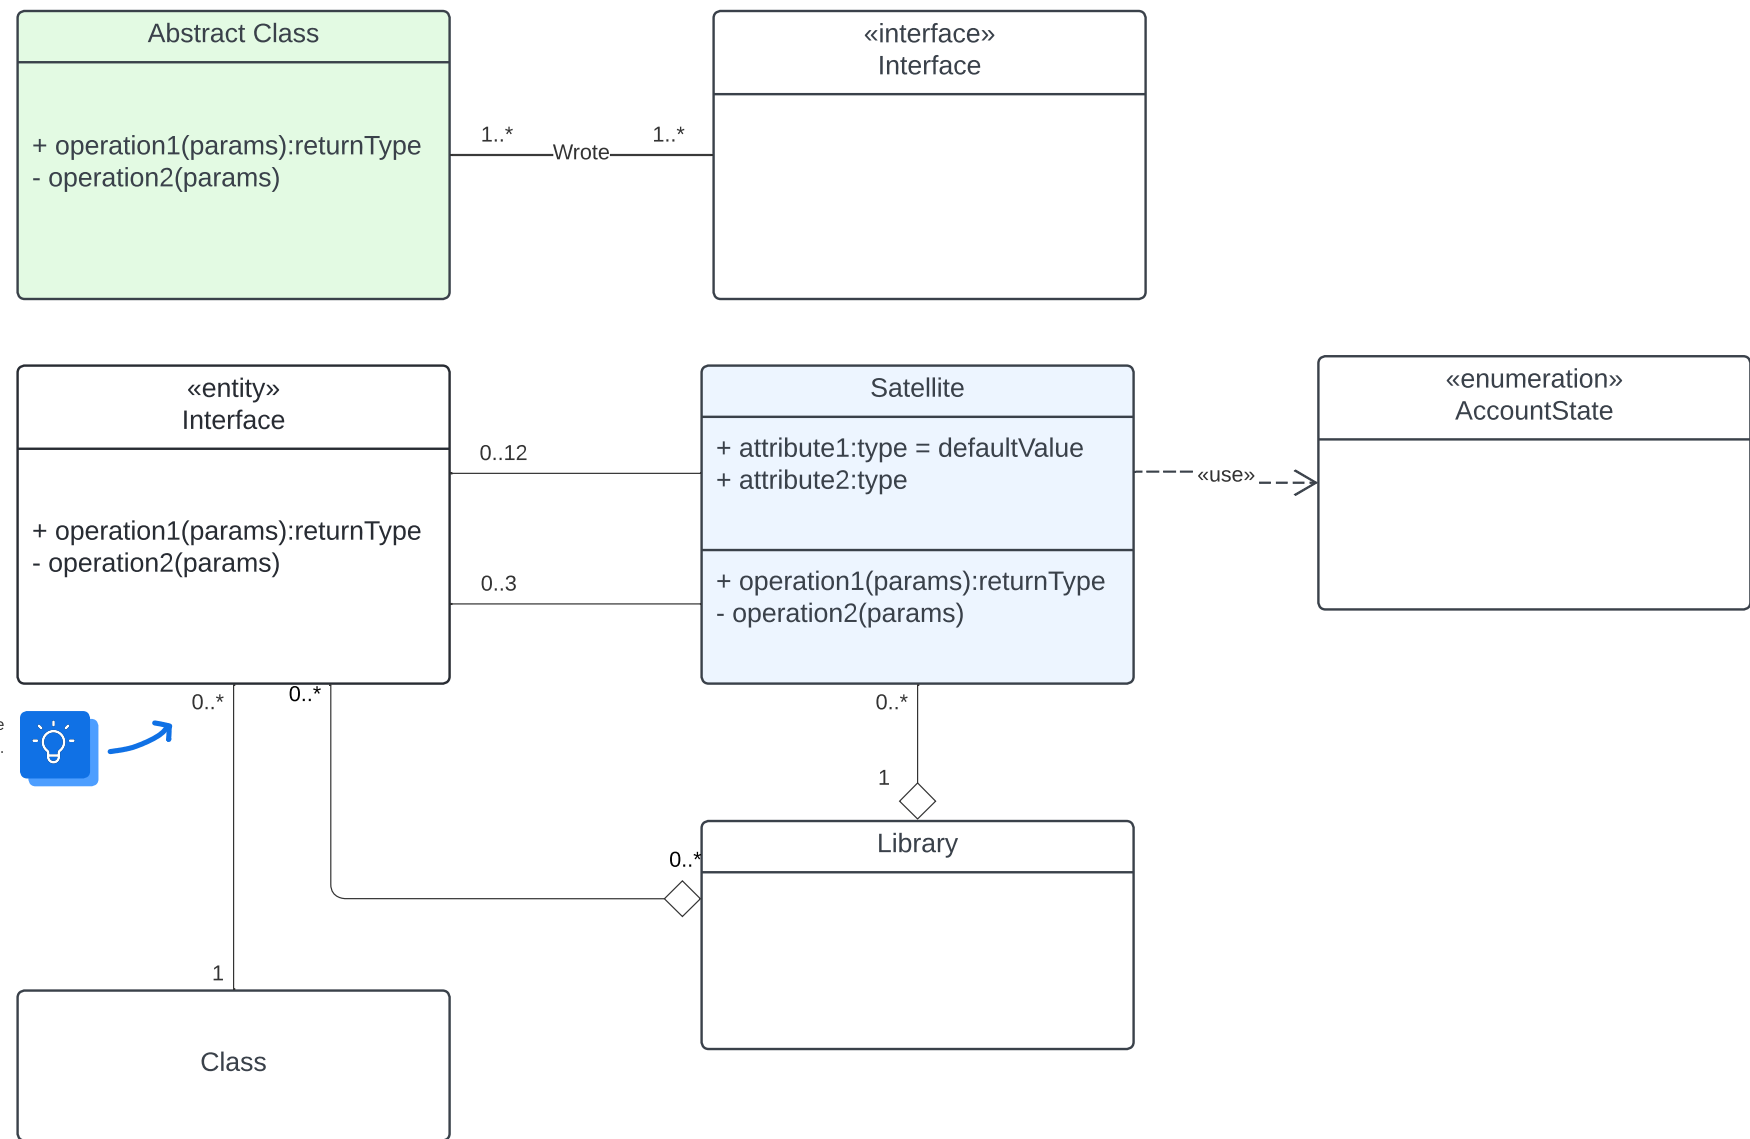 Abstract Class
+ operation1(params):returnType
- operation2(params)
1..*
Wrote
1..*
«interface»
Interface
«entity»
Interface
+ operation1(params):returnType
- operation2(params)
0..12
0..3
Satellite
+ attribute1:type = defaultValue
+ attribute2:type
+ operation1(params):returnType
- operation2(params)
«use»
«enumeration»
AccountState
0..*
0..*
0..*
1
0..*
Library
1
Class